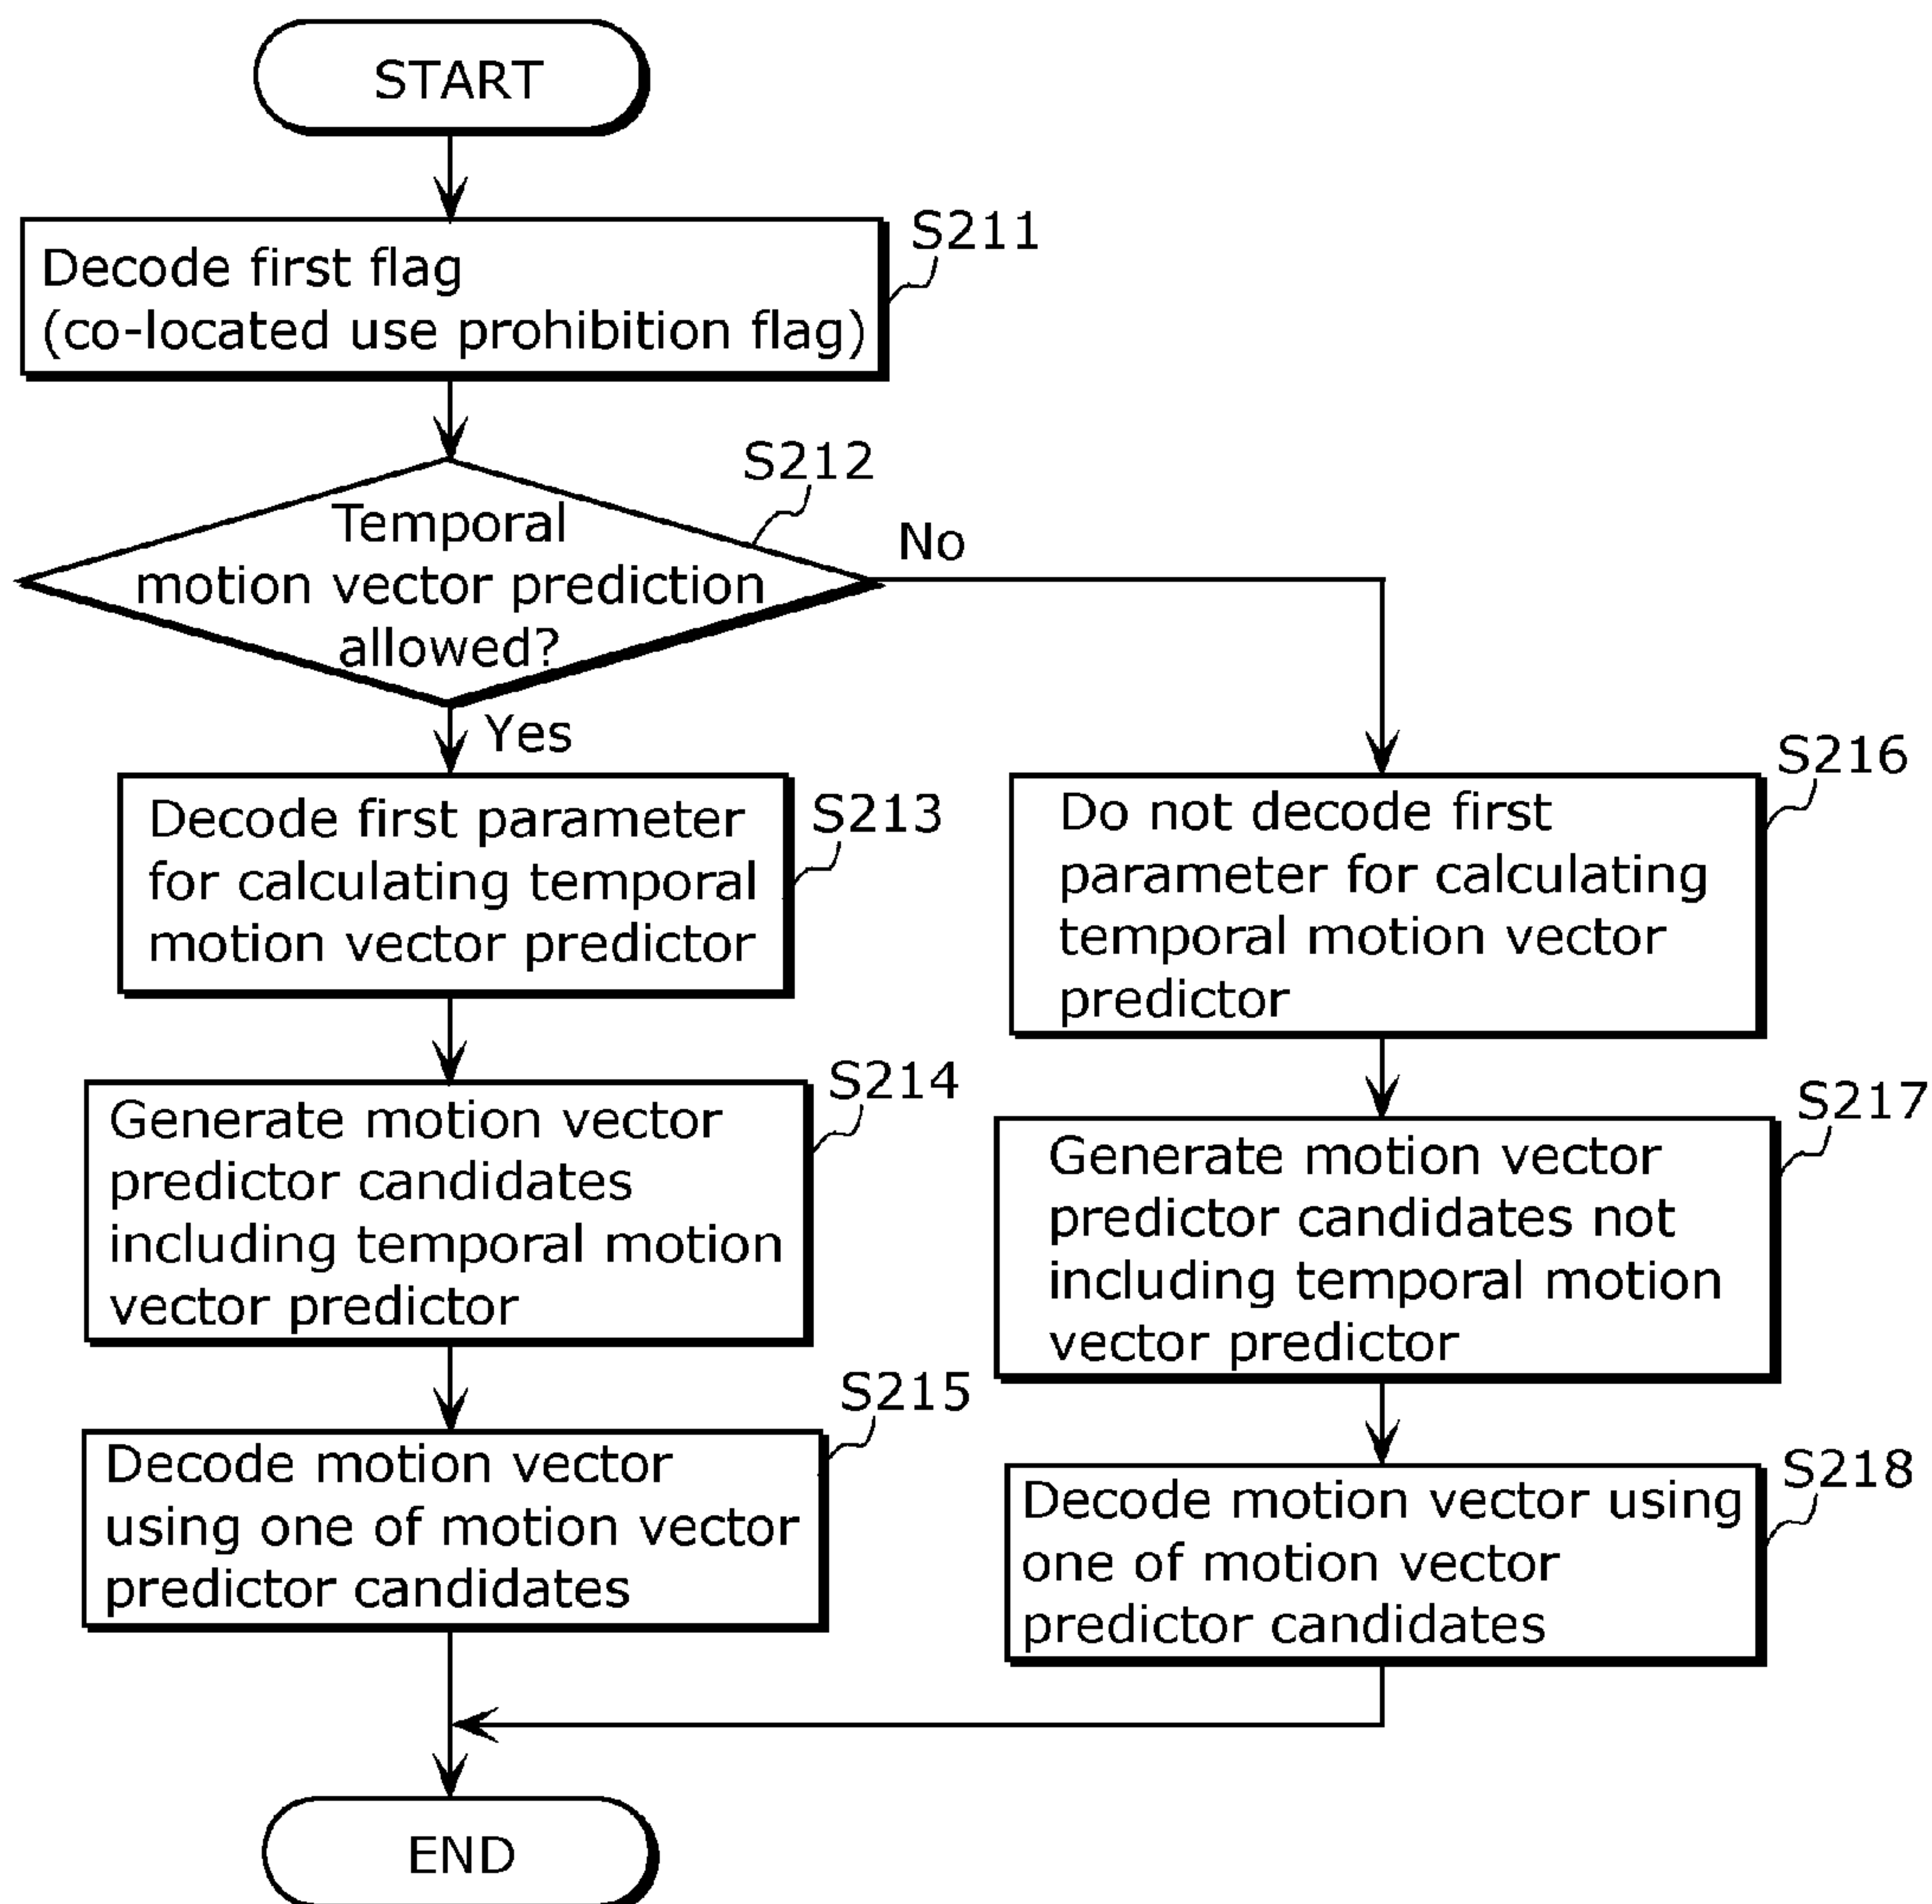 START
S211
Decode first flag
(co-located use prohibition flag)
S212
Temporal
motion vector prediction
allowed?
No
Yes
S213
Decode first parameter
for calculating temporal
motion vector predictor
S216
Do not decode first
parameter for calculating
temporal motion vector
predictor
S214
Generate motion vector
predictor candidates
including temporal motion
vector predictor
S217
Generate motion vector
predictor candidates not
including temporal motion
vector predictor
S215
Decode motion vector
using one of motion vector
predictor candidates
S218
Decode motion vector using
one of motion vector
predictor candidates
END